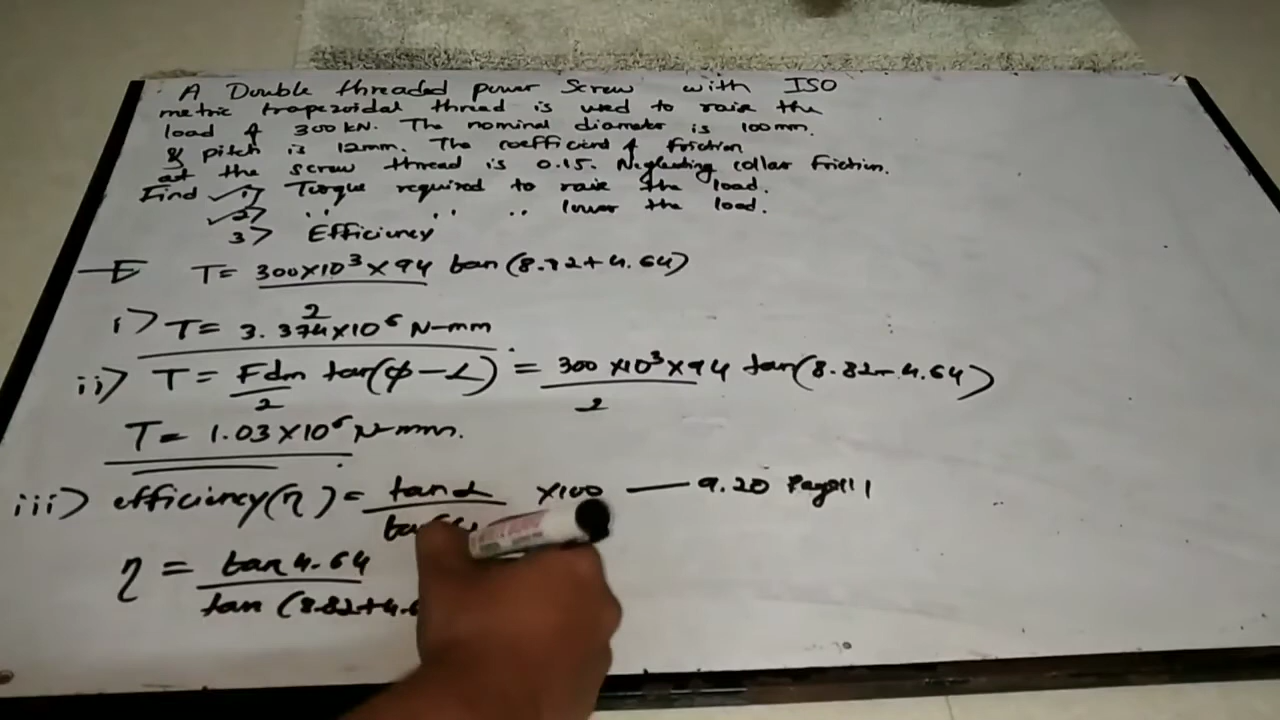 A Double threaded power Screw with ISO
metric trapezoidal thread is used to raise the
load of 300 kN. The nominal diameter is 100mm.
& pitch is 12mm. The coefficient of friction
at the screw thread is 0.15. Neglecting collar Friction.
Find 1> Torque required to raise the load.
2> ,, ,, ,, lower the load.
3> Efficiency
T = 300×10³×94/2 tan(8.82+4.64)
i> T = 3.374×10⁶ N-mm
ii> T = Fdm/2 tan(φ-α) = 300×10³×94/2 tan(8.82-4.64)
T = 1.03×10⁶ N-mm.
iii> efficiency(η) = tanα/tan ×100 — 9.20 Page 11
η = tan 4.64/tan (8.82+4.6